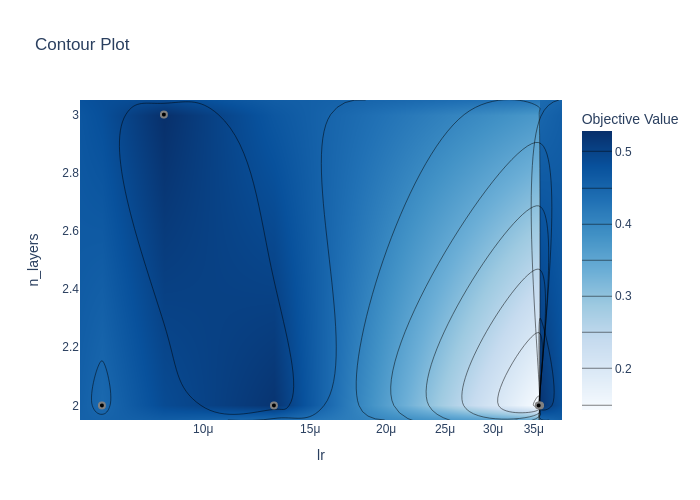 Contour Plot
Objective Value
3
2.8
2.6
2.4
2.2
2
n_layers
0.5
0.4
0.3
0.2
10μ
15μ
20μ
25μ
30μ
35μ
lr